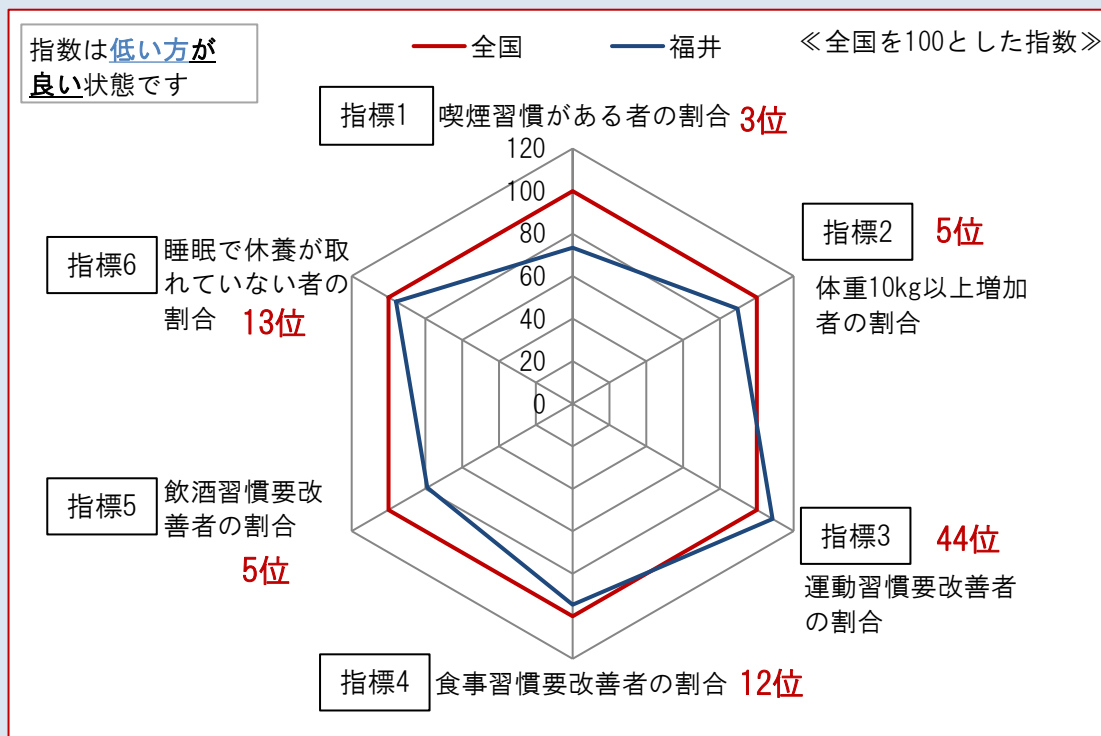 指数は低い方が
良い状態です
全国
福井
≪全国を100とした指数≫
指標1
喫煙習慣がある者の割合 3位
120
100
80
60
40
20
0
指標2
5位
体重10kg以上増加
者の割合
指標3
44位
運動習慣要改善者
の割合
指標4
食事習慣要改善者の割合 12位
指標5
飲酒習慣要改
善者の割合
5位
指標6
睡眠で休養が取
れていない者の
割合 13位